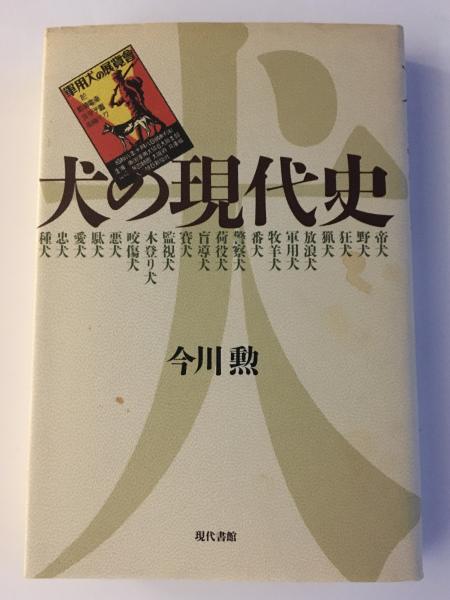 軍用犬の展覧會
犬の現代史
帝犬
野犬
狂犬
猟犬
放浪犬
軍用犬
牧羊犬
番犬
警察犬
荷役犬
盲導犬
賽犬
監視犬
木登り犬
咬傷犬
悪犬
駄犬
愛犬
忠犬
種犬
今川勲
現代書館